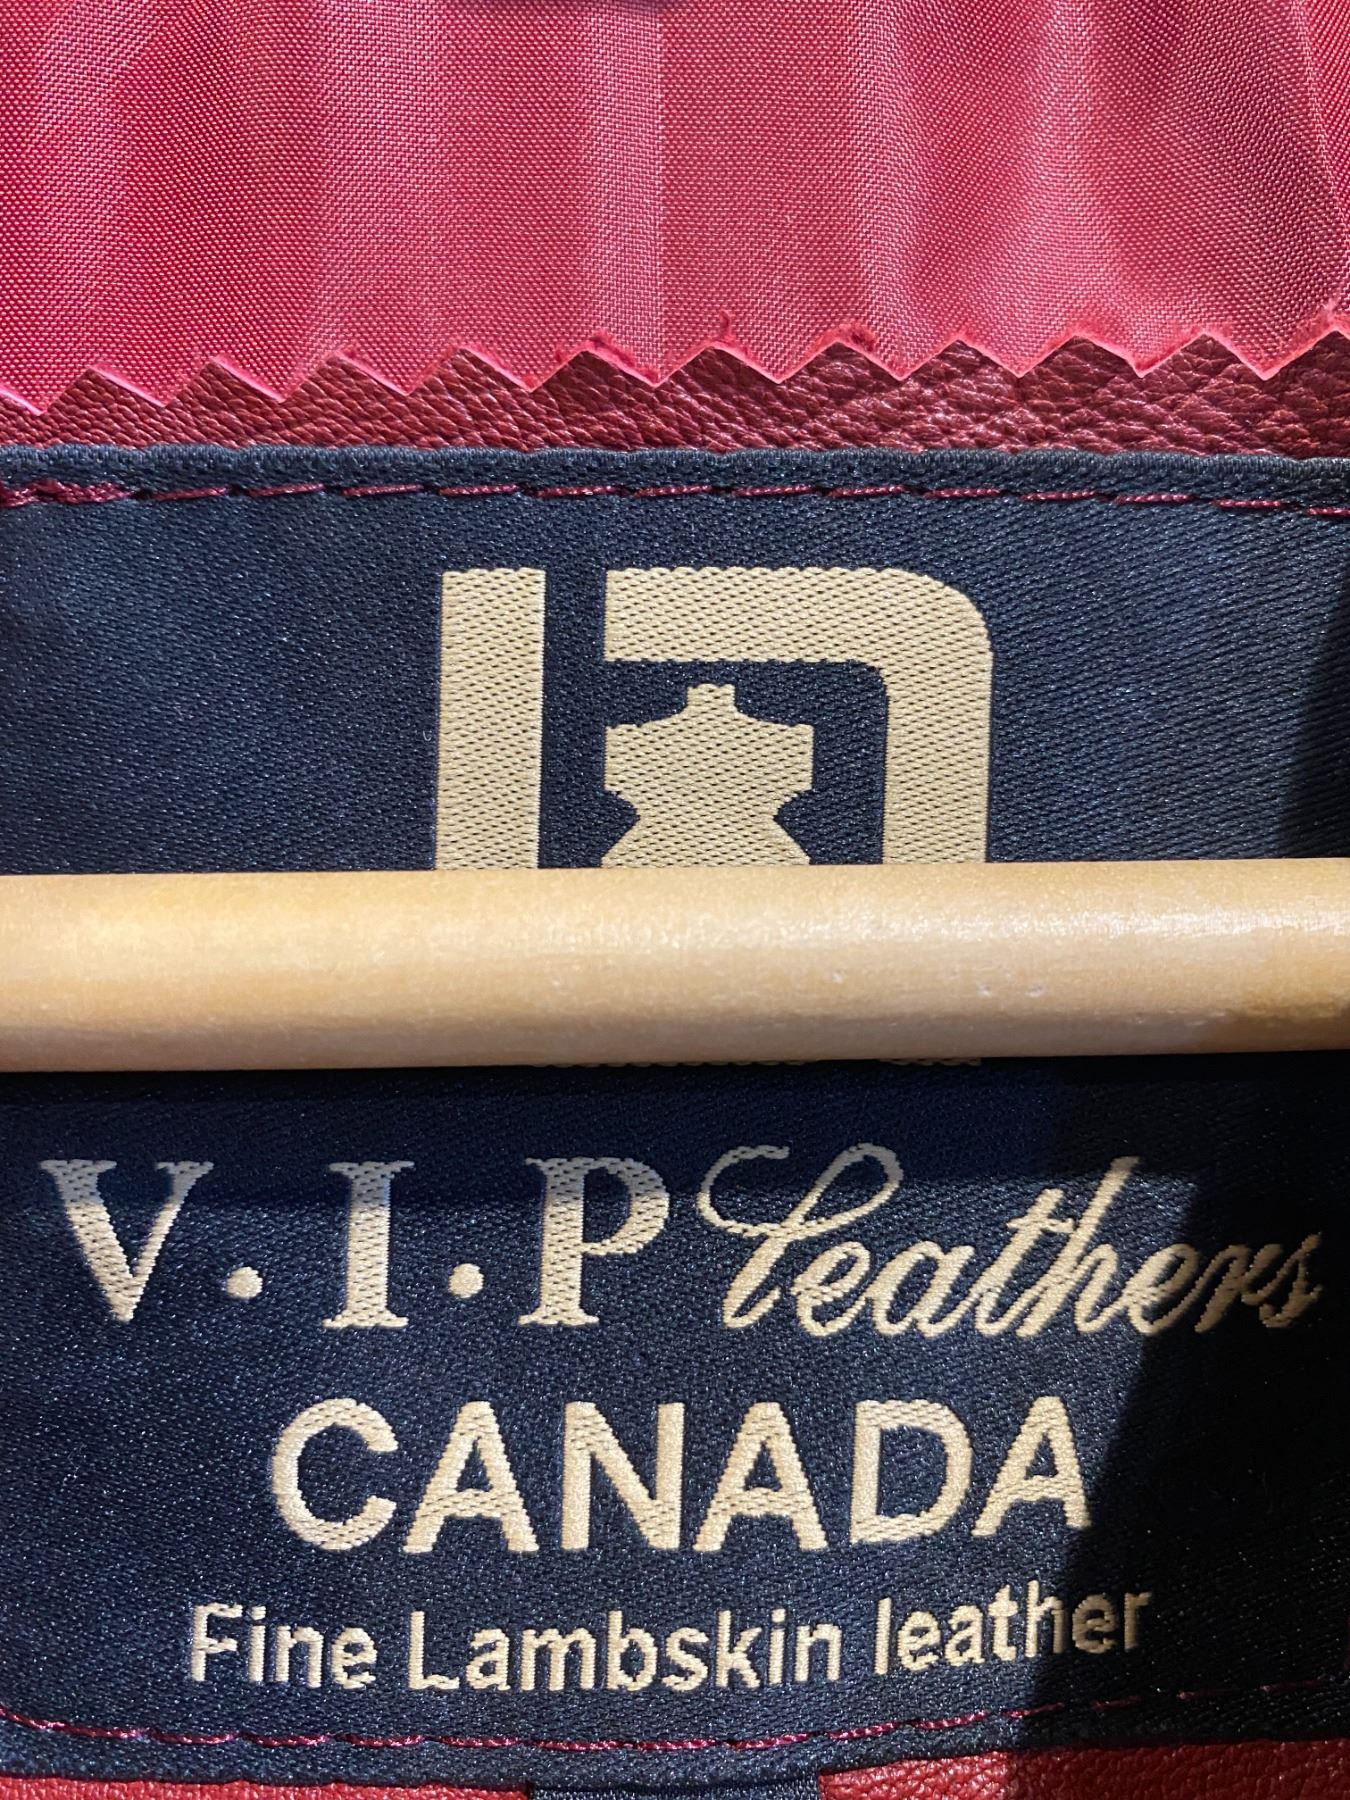 V.I.P Leathers
CANADA
Fine Lambskin leather